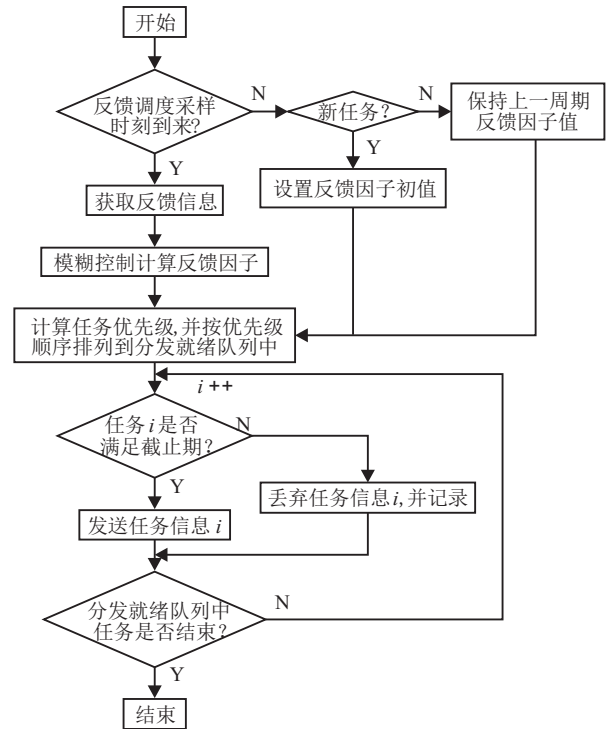 开始
反馈调度采样
时刻到来?
N
新任务?
N
保持上一周期
反馈因子值
Y
Y
获取反馈信息
设置反馈因子初值
模糊控制计算反馈因子
计算任务优先级,并按优先级
顺序排列到分发就绪队列中
i ++
任务i是否
满足截止期?
N
Y
丢弃任务信息i,并记录
发送任务信息 i
分发就绪队列中
任务是否结束?
N
Y
结束